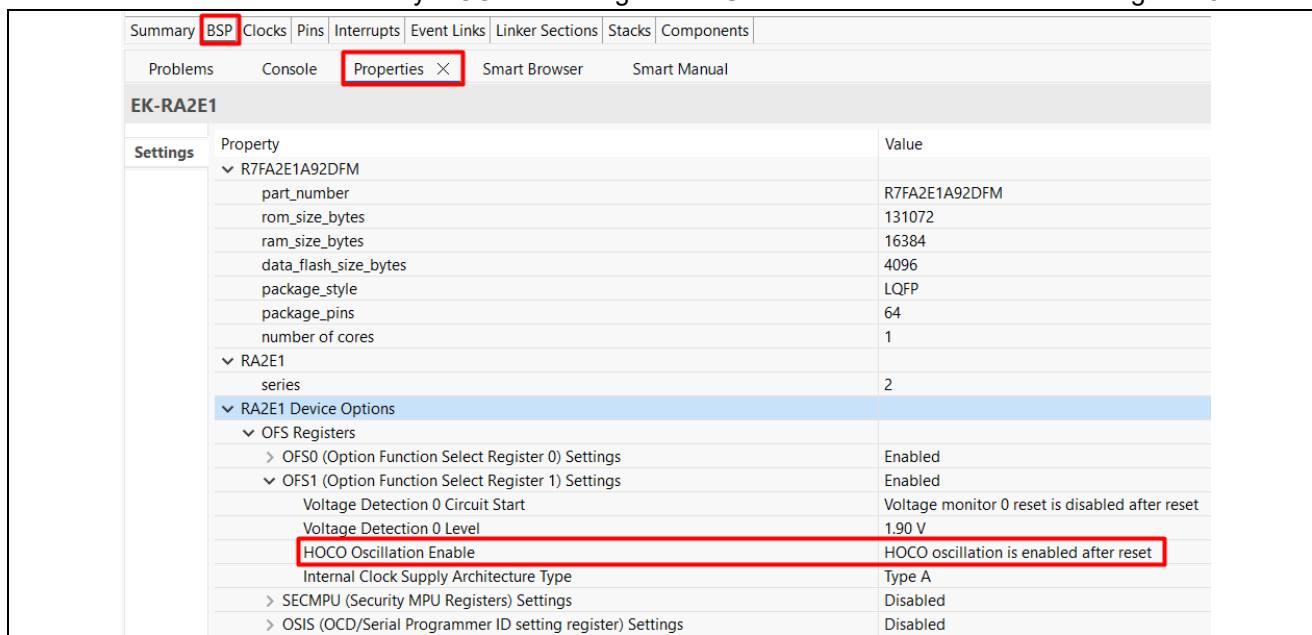 Summary BSP Clocks Pins Interrupts Event Links Linker Sections Stacks Components
Problems Console Properties × Smart Browser Smart Manual
EK-RA2E1
Settings Property Value
R7FA2E1A92DFM
part_number R7FA2E1A92DFM
rom_size_bytes 131072
ram_size_bytes 16384
data_flash_size_bytes 4096
package_style LQFP
package_pins 64
number of cores 1
RA2E1
series 2
RA2E1 Device Options
OFS Registers
OFS0 (Option Function Select Register 0) Settings Enabled
OFS1 (Option Function Select Register 1) Settings Enabled
Voltage Detection 0 Circuit Start Voltage monitor 0 reset is disabled after reset
Voltage Detection 0 Level 1.90 V
HOCO Oscillation Enable HOCO oscillation is enabled after reset
Internal Clock Supply Architecture Type Type A
SECMPU (Security MPU Registers) Settings Disabled
OSIS (OCD/Serial Programmer ID setting register) Settings Disabled